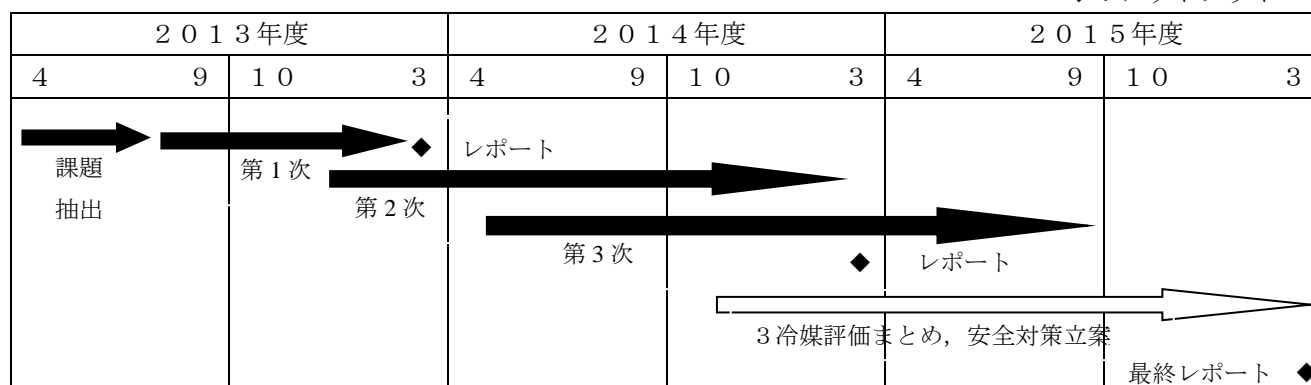 ２０１３年度 ２０１４年度 ２０１５年度
４ ９ １０ ３ ４ ９ １０ ３ ４ ９ １０ ３
◆ レポート
課題 第１次
抽出 第２次
第３次 ◆ レポート
３冷媒評価まとめ，安全対策立案
最終レポート ◆